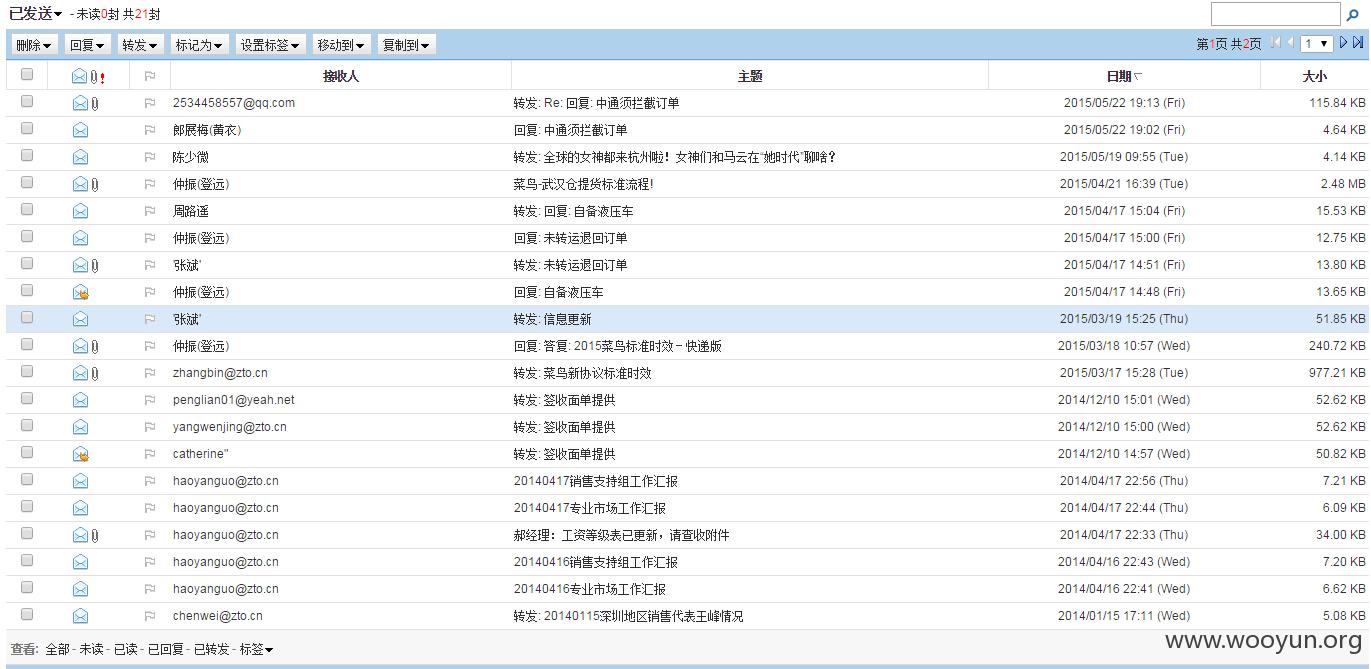 已发送 - 未读0封 共21封
删除 回复 转发 标记为 设置标签 移动到 复制到 第1页 共2页 1
接收人 主题 日期 大小
2534458557@qq.com 转发: Re: 回复: 中通须拦截订单 2015/05/22 19:13 (Fri) 115.84 KB
郎展梅(黄衣) 回复: 中通须拦截订单 2015/05/22 19:02 (Fri) 4.64 KB
陈少微 转发: 全球的女神都来杭州啦！女神们和马云在“她时代”聊啥？ 2015/05/19 09:55 (Tue) 4.14 KB
仲振(登远) 菜鸟-武汉仓提货标准流程! 2015/04/21 16:39 (Tue) 2.48 MB
周路遥 转发: 回复: 自备液压车 2015/04/17 15:04 (Fri) 15.53 KB
仲振(登远) 回复: 未转运退回订单 2015/04/17 15:00 (Fri) 12.75 KB
'张斌' 转发: 未转运退回订单 2015/04/17 14:51 (Fri) 13.80 KB
仲振(登远) 回复: 自备液压车 2015/04/17 14:48 (Fri) 13.65 KB
'张斌' 转发: 信息更新 2015/03/19 15:25 (Thu) 51.85 KB
仲振(登远) 回复: 答复: 2015菜鸟标准时效－快递版 2015/03/18 10:57 (Wed) 240.72 KB
zhangbin@zto.cn 转发: 菜鸟新协议标准时效 2015/03/17 15:28 (Tue) 977.21 KB
penglian01@yeah.net 转发: 签收面单提供 2014/12/10 15:01 (Wed) 52.62 KB
yangwenjing@zto.cn 转发: 签收面单提供 2014/12/10 15:00 (Wed) 52.62 KB
catherine" 转发: 签收面单提供 2014/12/10 14:57 (Wed) 50.82 KB
haoyanguo@zto.cn 20140417销售支持组工作汇报 2014/04/17 22:56 (Thu) 7.21 KB
haoyanguo@zto.cn 20140417专业市场工作汇报 2014/04/17 22:44 (Thu) 6.09 KB
haoyanguo@zto.cn 郝经理：工资等级表已更新，请查收附件 2014/04/17 22:33 (Thu) 34.00 KB
haoyanguo@zto.cn 20140416销售支持组工作汇报 2014/04/16 22:43 (Wed) 7.20 KB
haoyanguo@zto.cn 20140416专业市场工作汇报 2014/04/16 22:41 (Wed) 6.62 KB
chenwei@zto.cn 转发: 20140115深圳地区销售代表王峰情况 2014/01/15 17:11 (Wed) 5.08 KB
查看: 全部 - 未读 - 已读 - 已回复 - 已转发 - 标签
www.wooyun.org